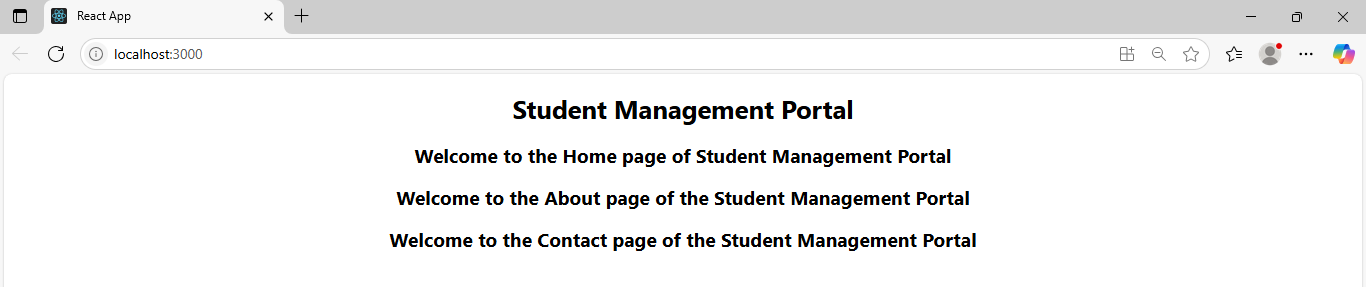 React App
localhost:3000
Student Management Portal
Welcome to the Home page of Student Management Portal
Welcome to the About page of the Student Management Portal
Welcome to the Contact page of the Student Management Portal